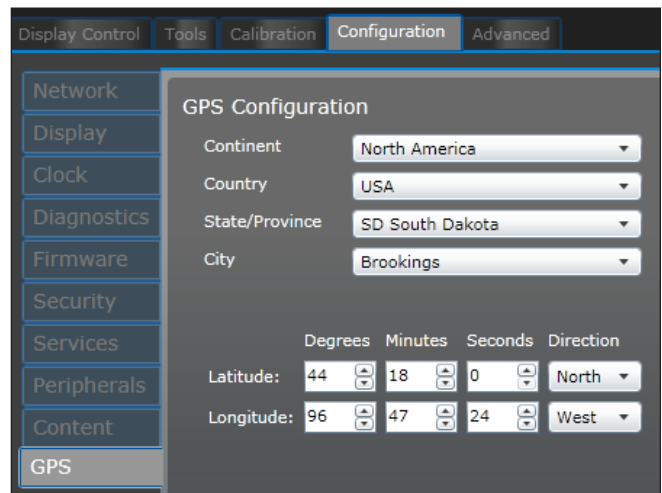 Display Control Tools Calibration Configuration Advanced
Network
Display
Clock
Diagnostics
Firmware
Security
Services
Peripherals
Content
GPS
GPS Configuration
Continent North America
Country USA
State/Province SD South Dakota
City Brookings
Degrees Minutes Seconds Direction
Latitude: 44 18 0 North
Longitude: 96 47 24 West